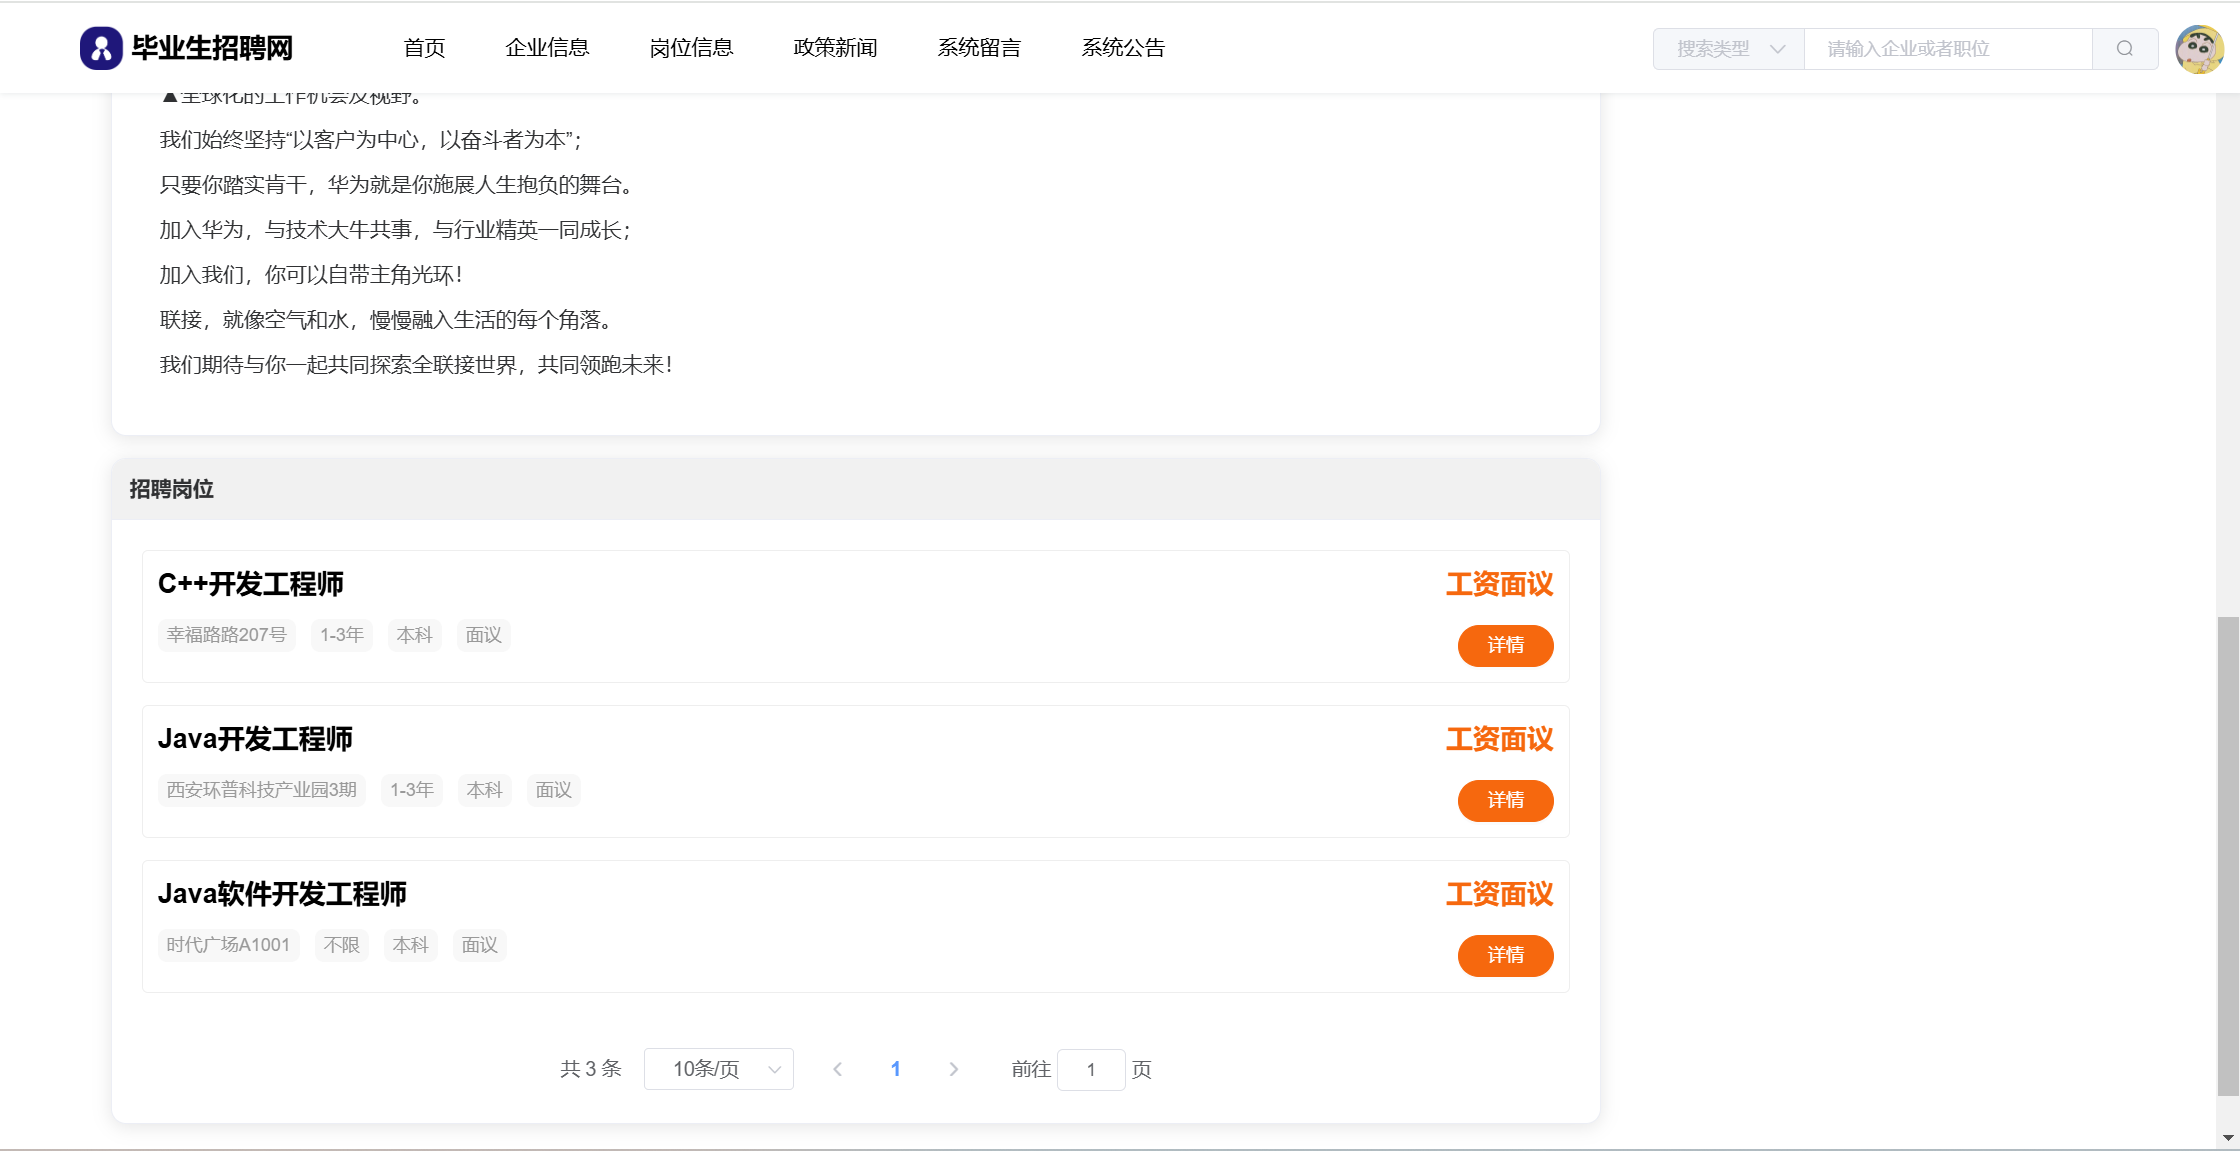 毕业生招聘网 首页 企业信息 岗位信息 政策新闻 系统留言 系统公告 搜索类型 请输入企业或者职位
▲全球化的工作机会及视野。
我们始终坚持“以客户为中心，以奋斗者为本”；
只要你踏实肯干，华为就是你施展人生抱负的舞台。
加入华为，与技术大牛共事，与行业精英一同成长；
加入我们，你可以自带主角光环！
联接，就像空气和水，慢慢融入生活的每个角落。
我们期待与你一起共同探索全联接世界，共同领跑未来！
招聘岗位
C++开发工程师 工资面议
幸福路路207号 1-3年 本科 面议 详情
Java开发工程师 工资面议
西安环普科技产业园3期 1-3年 本科 面议 详情
Java软件开发工程师 工资面议
时代广场A1001 不限 本科 面议 详情
共 3 条 10条/页 1 前往 1 页